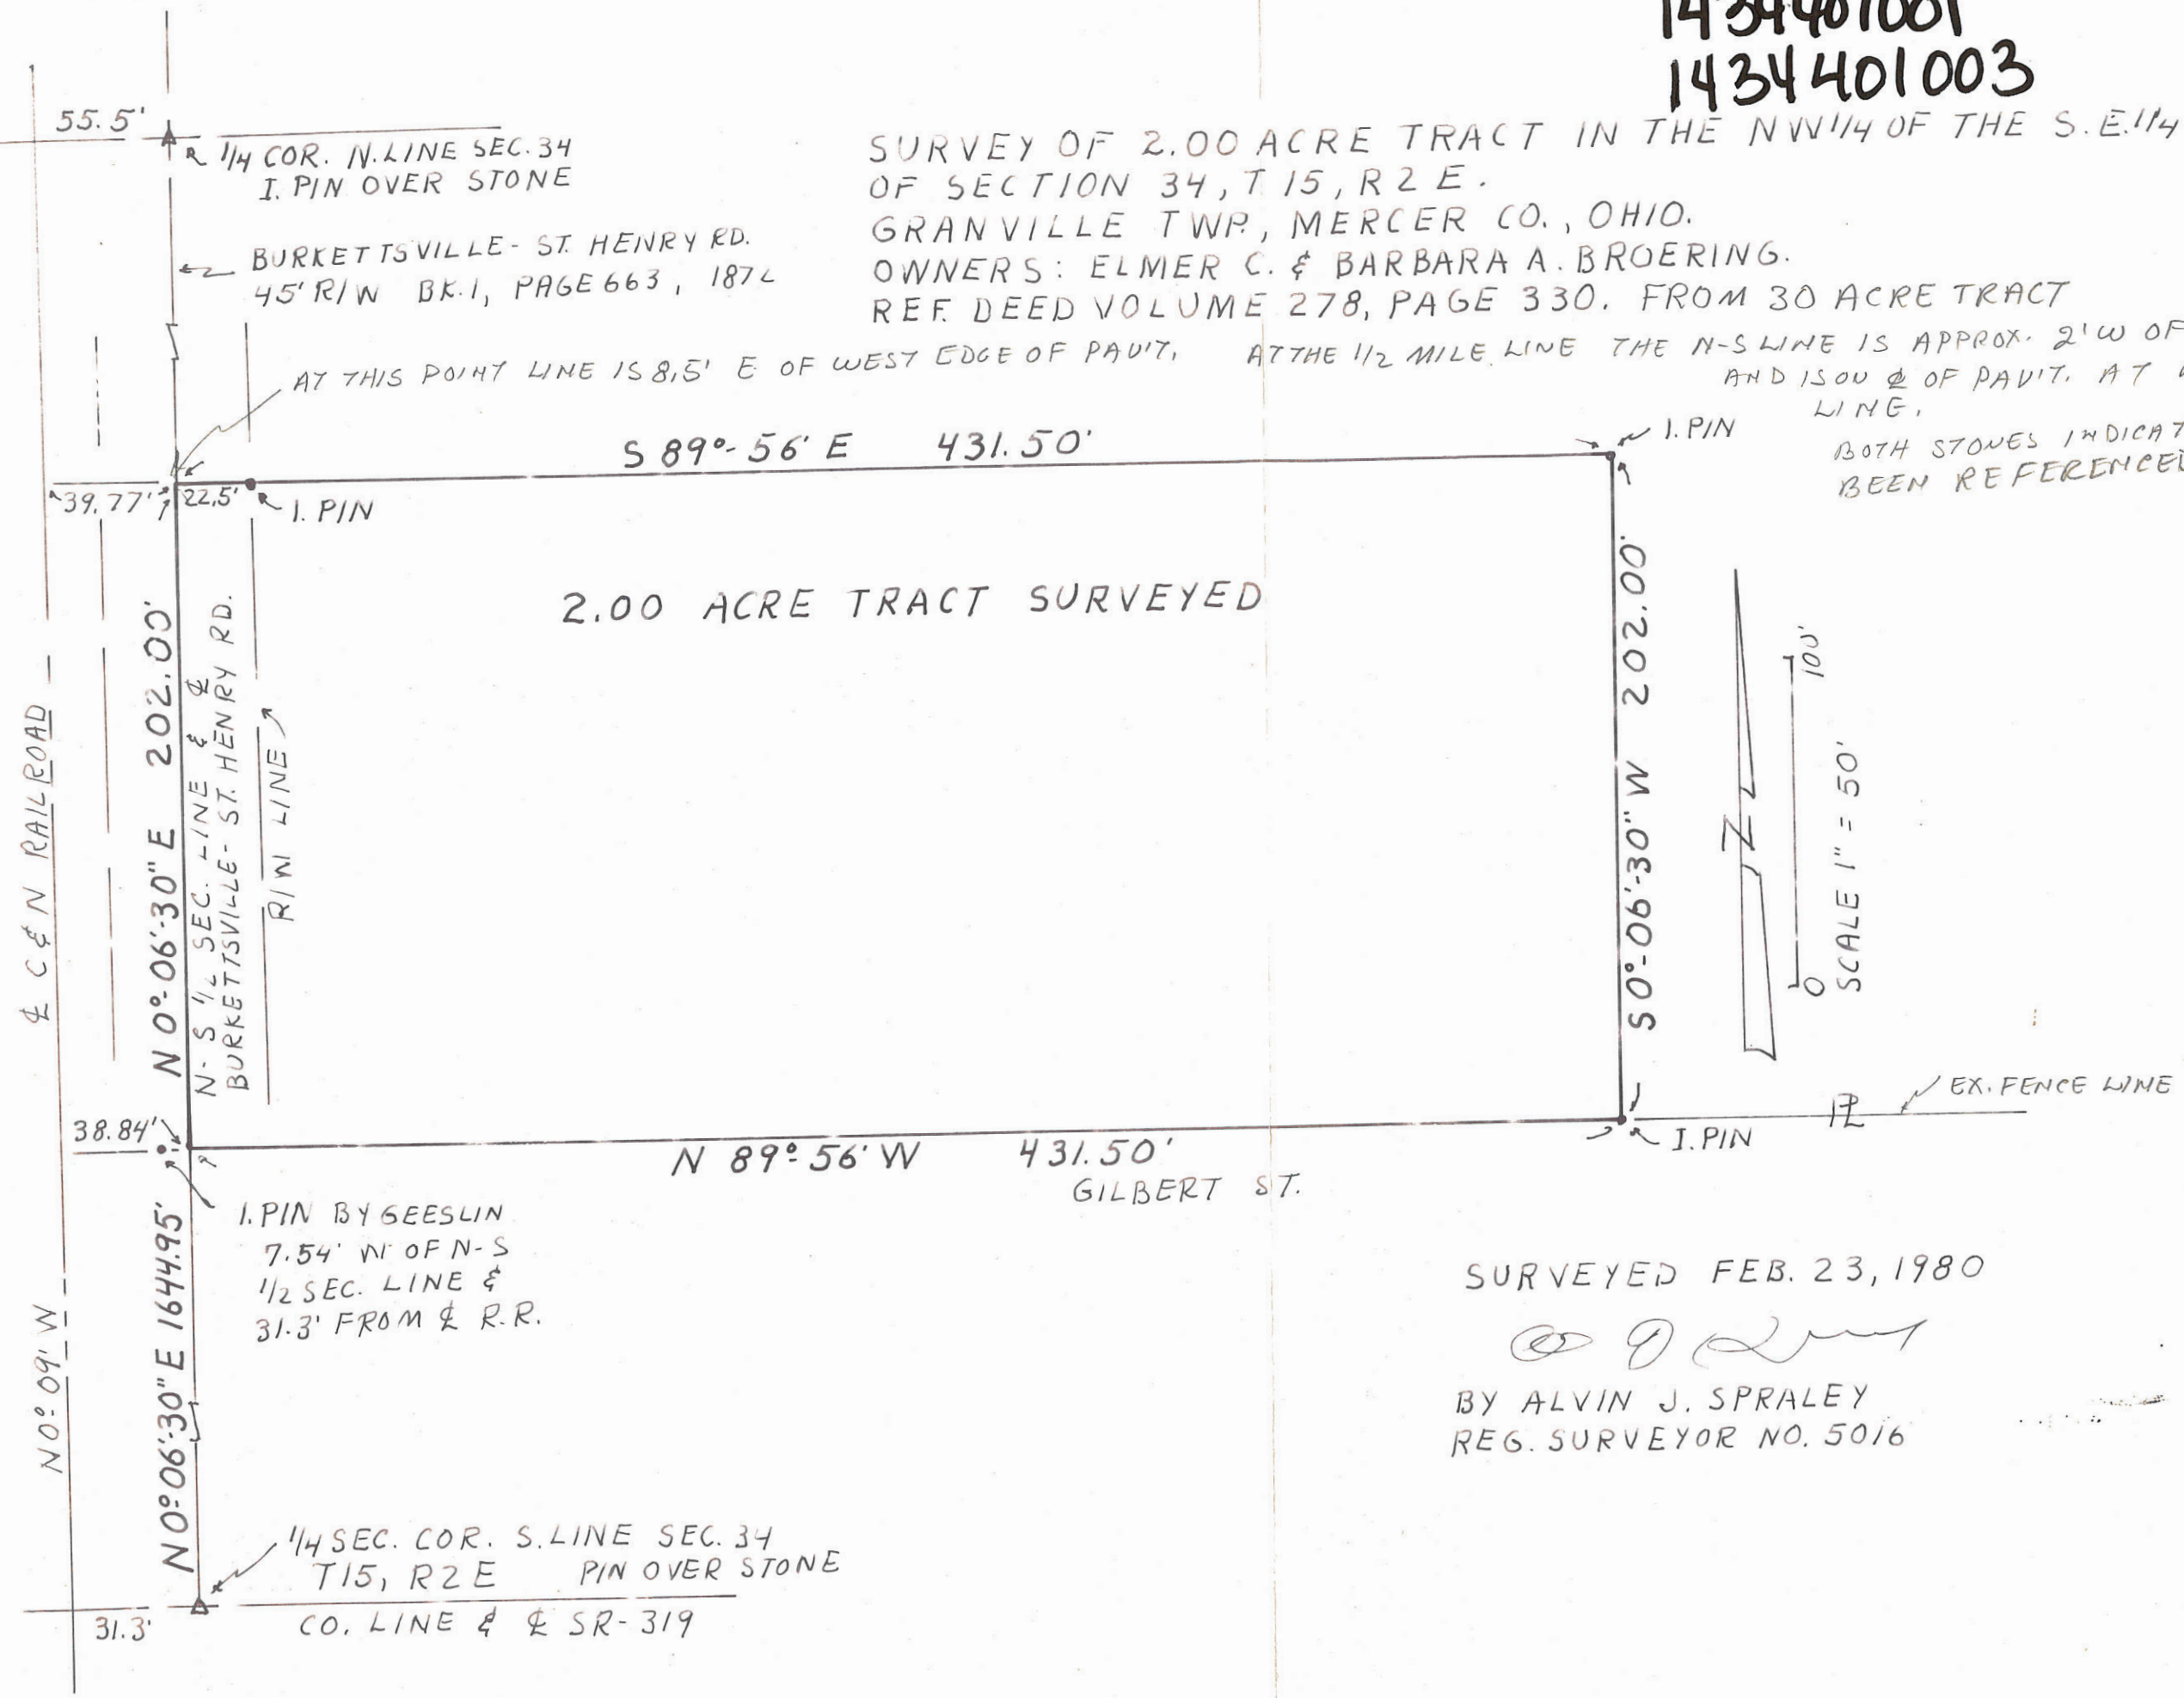 1434401001
1434401003
SURVEY OF 2.00 ACRE TRACT IN THE NW 1/4 OF THE S.E. 1/4
OF SECTION 34, T 15, R 2 E.
GRANVILLE TWP., MERCER CO., OHIO.
OWNERS: ELMER C. & BARBARA A. BROERING.
REF. DEED VOLUME 278, PAGE 330. FROM 30 ACRE TRACT
55.5'
1/4 COR. N. LINE SEC. 34
I. PIN OVER STONE
BURKETTSVILLE - ST. HENRY RD.
45' R/W BK. 1, PAGE 663,
AT THIS POINT LINE IS 8.5' E OF WEST EDGE OF PAV'T. AT THE 1/2 MILE LINE THE N-S LINE IS APPROX. 2' W OF
AND IS ON ℄ OF PAV'T. AT
LINE.
BOTH STONES INDICAT
BEEN REFERENCED
S 89°-56' E 431.50'
I. PIN
39.77'
22.5'
I. PIN
2.00 ACRE TRACT SURVEYED
℄ C & N RAILROAD
N 0°-06'-30" E 202.00'
N-S 1/2 SEC. LINE & ℄
BURKETTSVILLE - ST. HENRY RD.
R/W LINE
S 0°-06'-30" W 202.00'
N
0 100'
SCALE 1" = 50'
EX. FENCE LINE
PL
I. PIN
38.84'
N 89°-56' W 431.50'
GILBERT ST.
I. PIN BY GEESLIN
7.54' W OF N-S
1/2 SEC. LINE &
31.3' FROM ℄ R.R.
N 0°-09' W
N 0°-06'-30" E 1644.95'
SURVEYED FEB. 23, 1980
BY ALVIN J. SPRALEY
REG. SURVEYOR NO. 5016
1/4 SEC. COR. S. LINE SEC. 34
T15, R2E PIN OVER STONE
31.3'
CO. LINE & ℄ SR-319